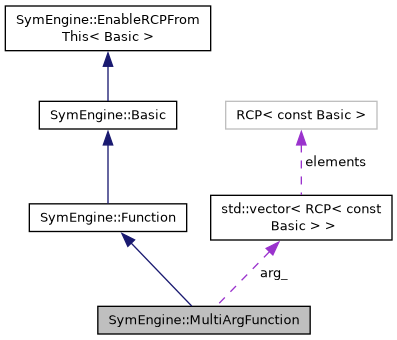 SymEngine::EnableRCPFrom
This< Basic >
SymEngine::Basic
RCP< const Basic >
elements
SymEngine::Function
std::vector< RCP< const
Basic > >
arg_
SymEngine::MultiArgFunction